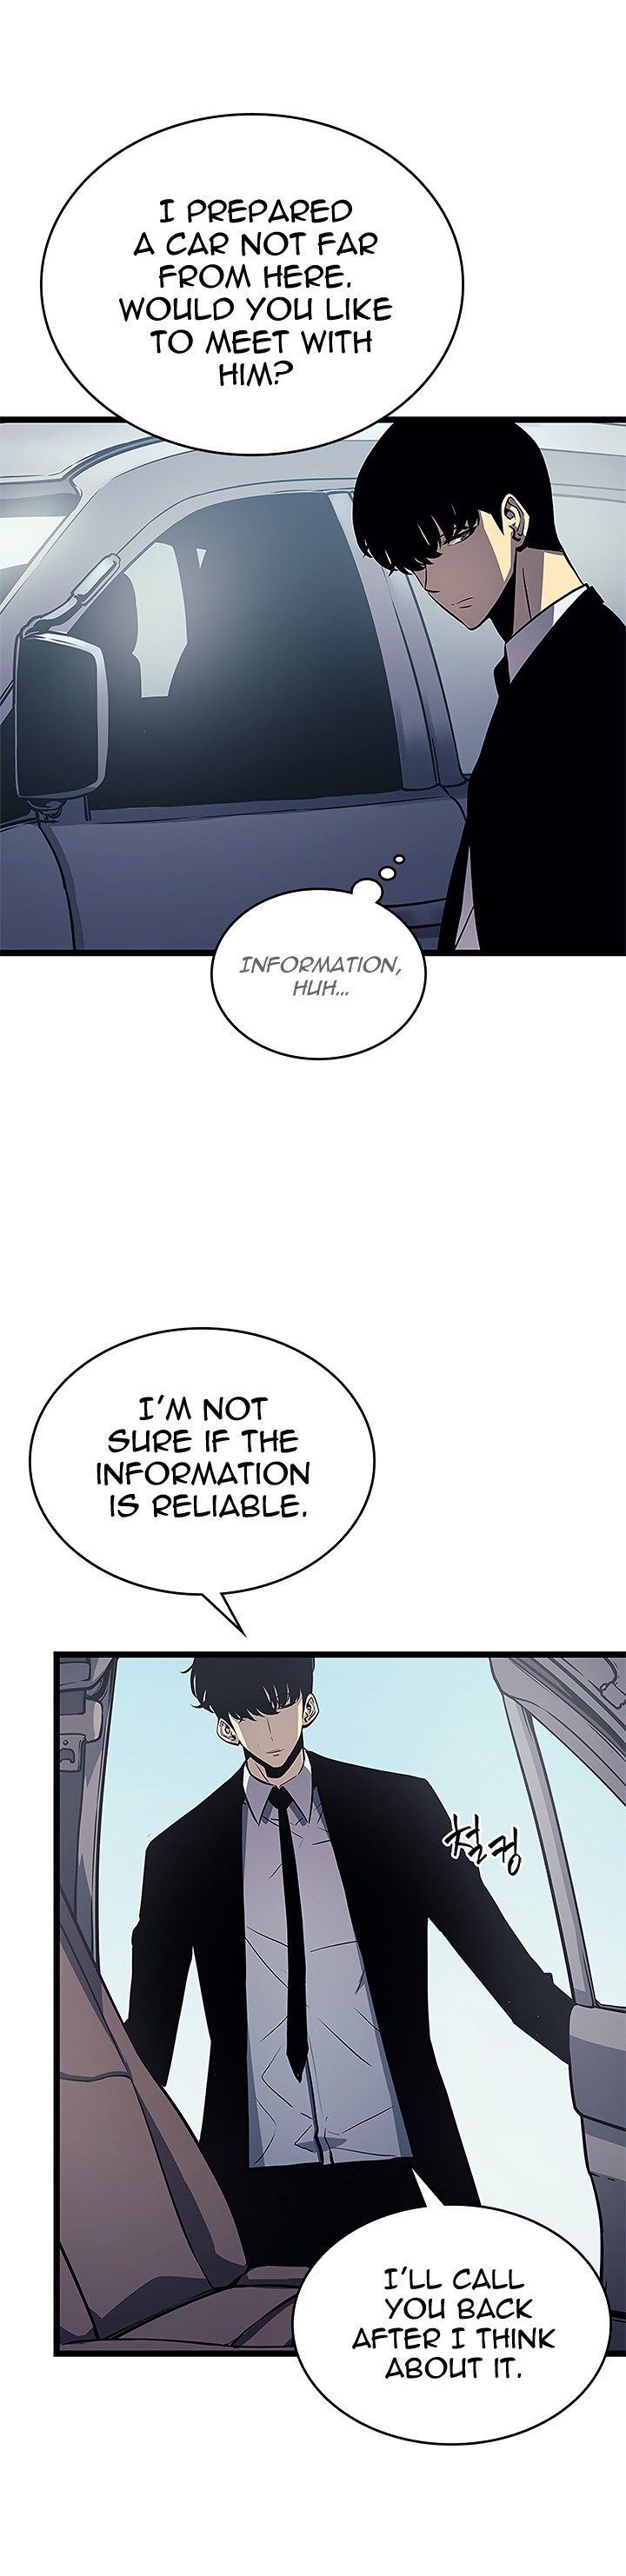 I PREPARED
A CAR NOT FAR
FROM HERE.
WOULD YOU LIKE
TO MEET WITH
HIM?
INFORMATION,
HUH...
I'M NOT
SURE IF THE
INFORMATION
IS RELIABLE.
철컹
I'LL CALL
YOU BACK
AFTER I THINK
ABOUT IT.